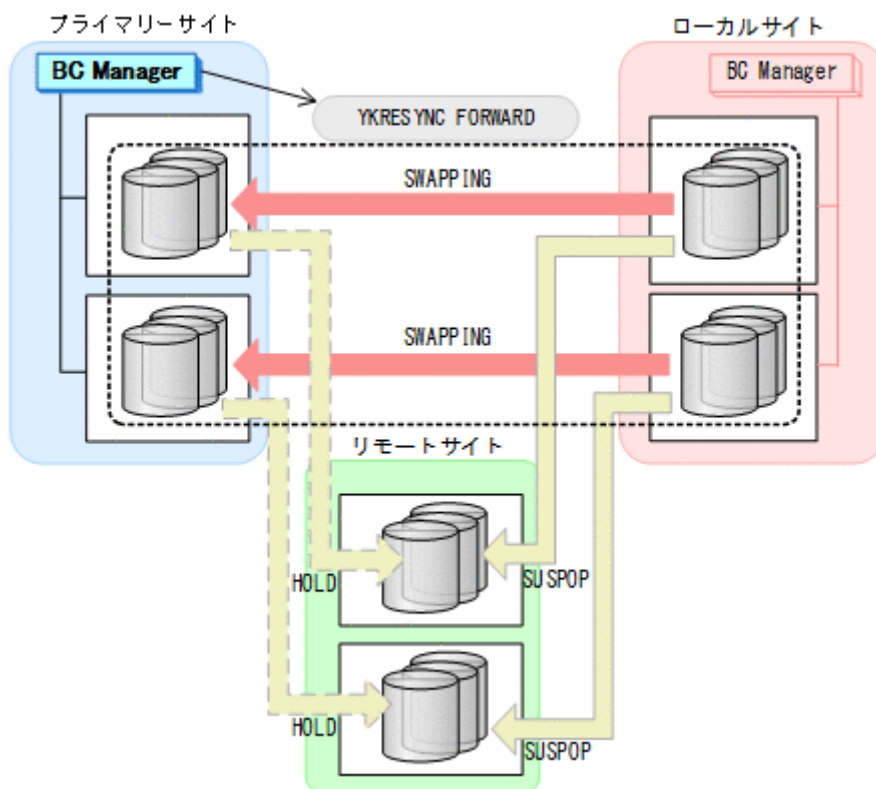 プライマリーサイト
ローカルサイト
BC Manager
BC Manager
YKRESYNC FORWARD
SWAPPING
SWAPPING
リモートサイト
HOLD
SUSPOP
HOLD
SUSPOP